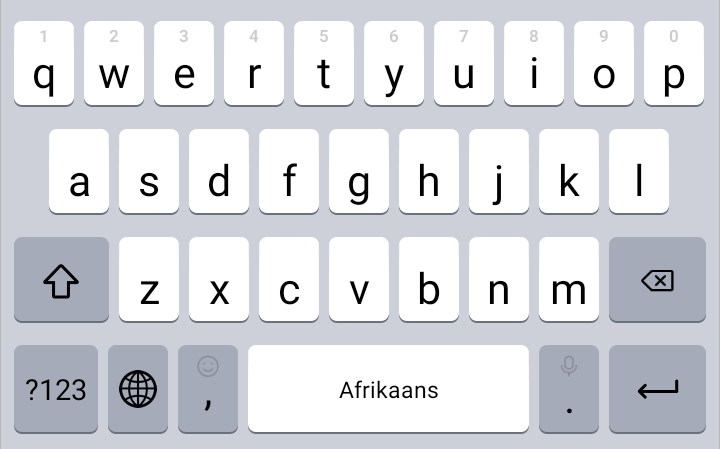 1 2 3 4 5 6 7 8 9 0
q w e r t y u i o p
a s d f g h j k l
z x c v b n m
?123 , Afrikaans .